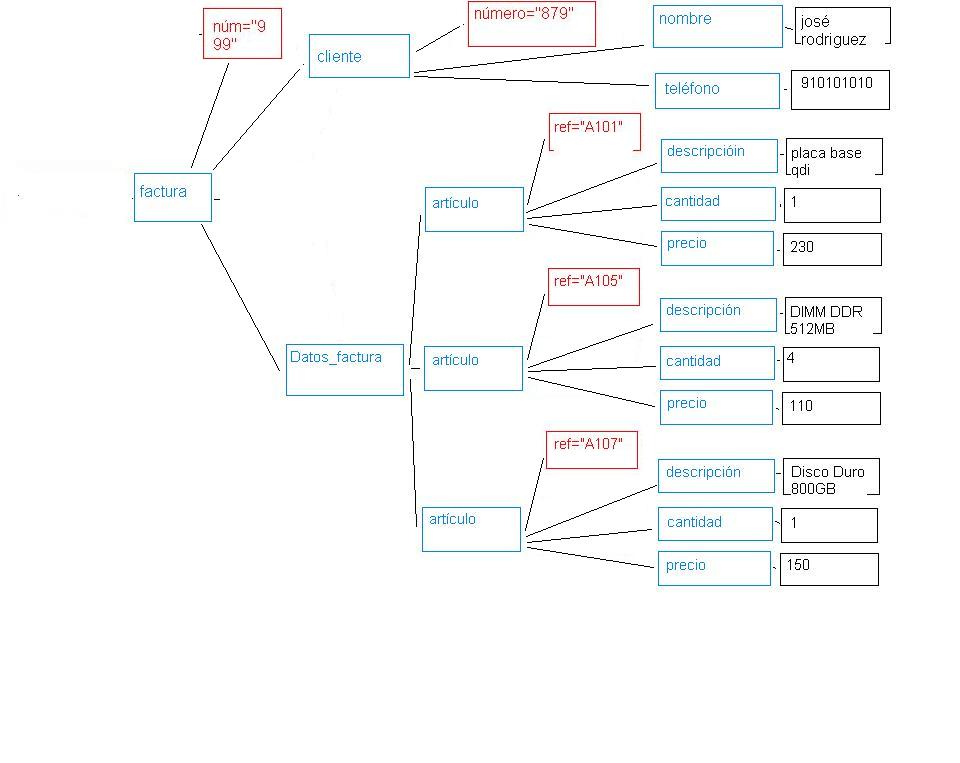 núm="9
99"
número="879"
nombre
josé
rodriguez
cliente
teléfono
910101010
ref="A101"
descripcióin
placa base
qdi
factura
artículo
cantidad
1
precio
230
ref="A105"
descripción
DIMM DDR
512MB
Datos_factura
artículo
cantidad
4
precio
110
ref="A107"
descripción
Disco Duro
800GB
artículo
cantidad
1
precio
150